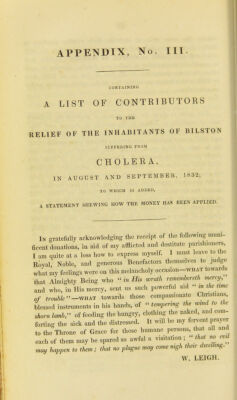 APPENDIX, No. III.
CONTAINING
A LIST OF CONTRIBUTORS
TO THE
RELIEF OF THE INHABITANTS OF BILSTON
SUFFERING FROM
CHOLERA,
IN AUGUST AND SEPTEMBER, 1832;
TO WHICH IS ADDED,
A STATEMENT SHEWING HOW THE MONEY HAS BEEN APPLIED.
IN gratefully acknowledging the receipt of the following muni-
ficent donations, in aid of my afflicted and destitute parishioners,
I am quite at a loss how to express myself. I must leave to the
Royal, Noble, and generous Benefactors themselves to judge
what my feelings were on this melancholy occasion—WHAT towards
that Almighty Being who "in His wrath remembereth mercy,"
and who, in His mercy, sent us such powerful aid "in the time
of trouble"—WHAT towards those compassionate Christians,
blessed instruments in his hands, of "tempering the wind to the
shorn lamb," of feeding the hungry, clothing the naked, and com-
forting the sick and the distressed. It will be my fervent prayer
to the Throne of Grace for those humane persons, that all and
each of them may be spared so awful a visitation; "that no evil
may happen to them; that no plague may come nigh their dwelling."
W. LEIGH.